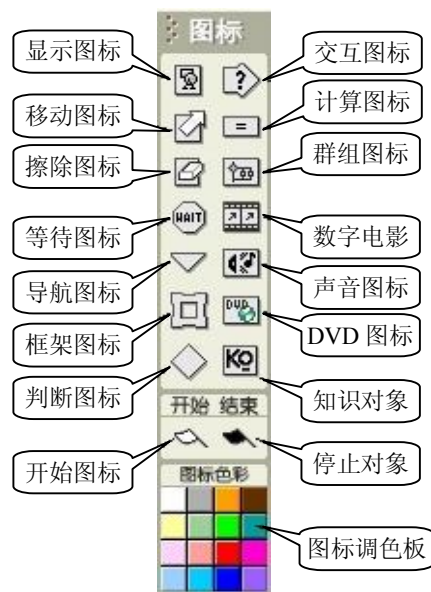 图标
显示图标
交互图标
移动图标
计算图标
=
擦除图标
群组图标
WAIT
等待图标
数字电影
导航图标
声音图标
DVD
框架图标
DVD 图标
判断图标
KO
知识对象
开始 结束
开始图标
停止对象
图标色彩
图标调色板
?